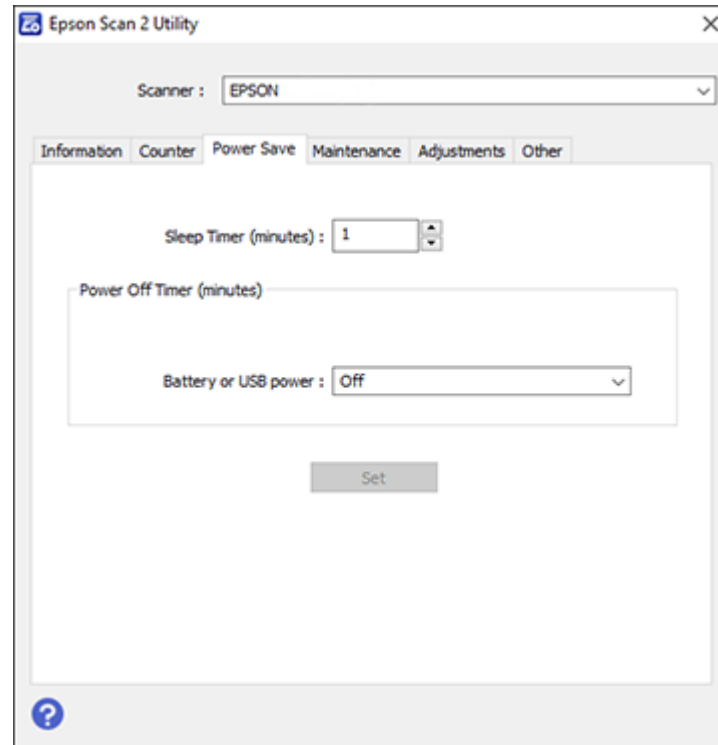 Epson Scan 2 Utility
Scanner : EPSON
Information Counter Power Save Maintenance Adjustments Other
Sleep Timer (minutes) : 1
Power Off Timer (minutes)
Battery or USB power : Off
Set
?